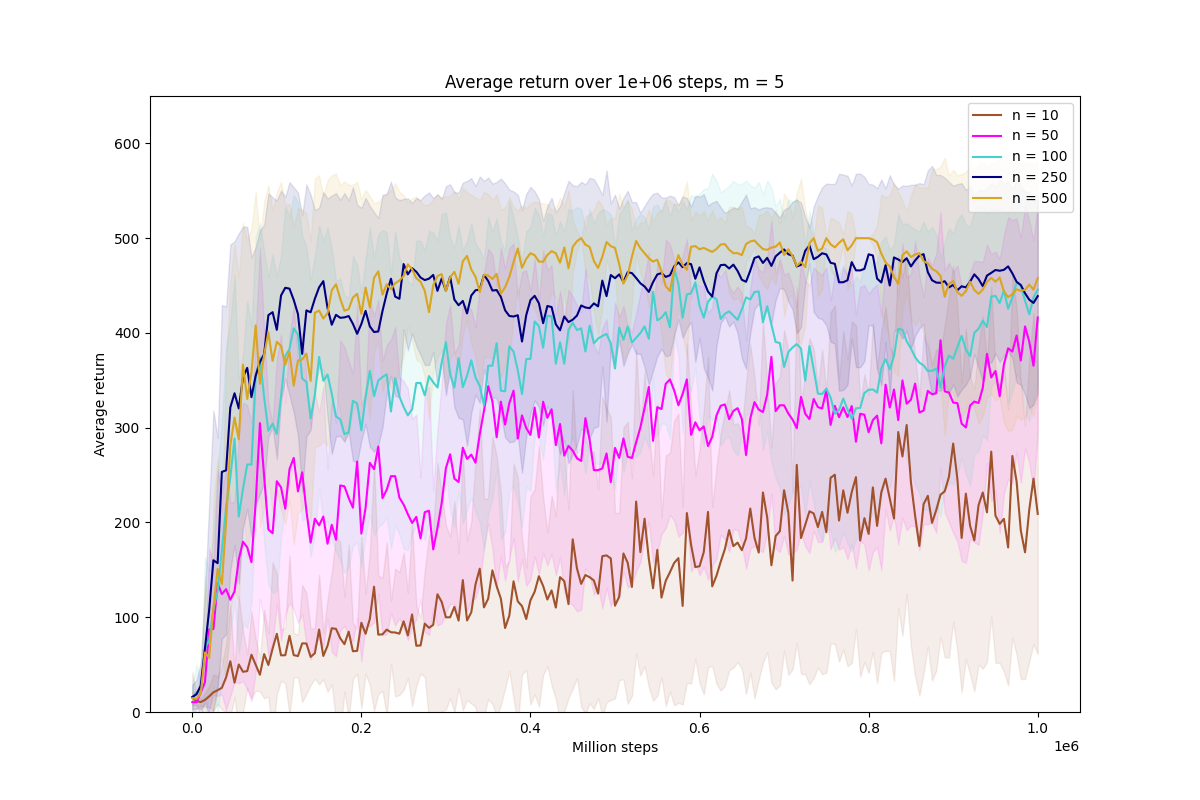 Average return over 1e+06 steps, m = 5
n = 10
n = 50
n = 100
n = 250
n = 500
Average return
600
500
400
300
200
100
0
0.0 0.2 0.4 0.6 0.8 1.0
1e6
Million steps